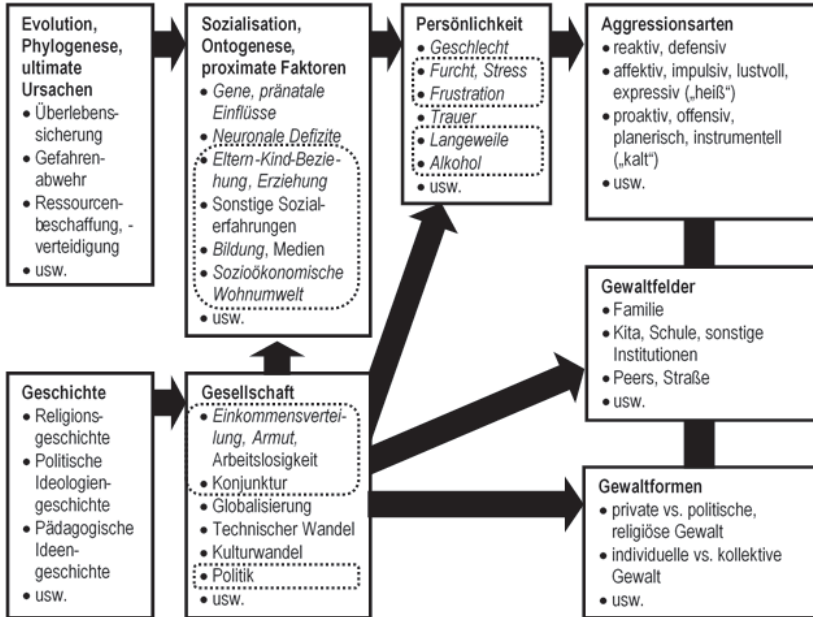 Evolution,
Phylogenese,
ultimate
Ursachen
• Überlebens-
sicherung
• Gefahren-
abwehr
• Ressourcen-
beschaffung, -
verteidigung
• usw.
Sozialisation,
Ontogenese,
proximate Faktoren
• Gene, pränatale
Einflüsse
• Neuronale Defizite
• Eltern-Kind-Bezie-
hung, Erziehung
• Sonstige Sozial-
erfahrungen
• Bildung, Medien
• Sozioökonomische
Wohnumwelt
• usw.
Persönlichkeit
• Geschlecht
• Furcht, Stress
• Frustration
• Trauer
• Langeweile
• Alkohol
• usw.
Aggressionsarten
• reaktiv, defensiv
• affektiv, impulsiv, lustvoll,
expressiv („heiß“)
• proaktiv, offensiv,
planerisch, instrumentell
(„kalt“)
• usw.
Gewaltfelder
• Familie
• Kita, Schule, sonstige
Institutionen
• Peers, Straße
• usw.
Geschichte
• Religions-
geschichte
• Politische
Ideologien-
geschichte
• Pädagogische
Ideen-
geschichte
• usw.
Gesellschaft
• Einkommensvertei-
lung, Armut,
Arbeitslosigkeit
• Konjunktur
• Globalisierung
• Technischer Wandel
• Kulturwandel
• Politik
• usw.
Gewaltformen
• private vs. politische,
religiöse Gewalt
• individuelle vs. kollektive
Gewalt
• usw.